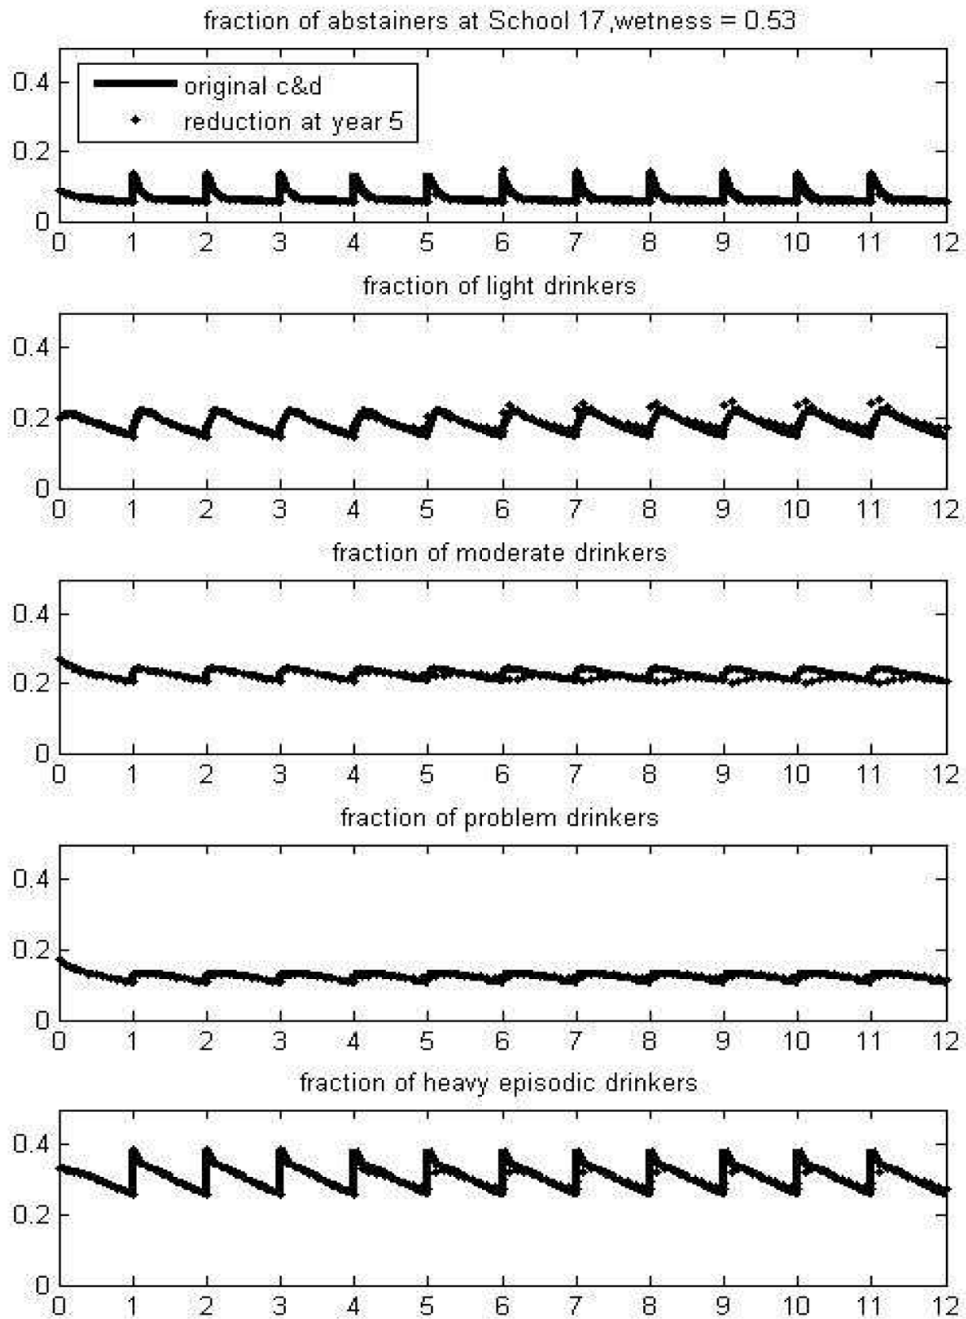 fraction of abstainers at School 17,wetness = 0.53
0.4
original c&d
reduction at year 5
0.2
0
0 1 2 3 4 5 6 7 8 9 10 11 12
fraction of light drinkers
0.4
0.2
0
0 1 2 3 4 5 6 7 8 9 10 11 12
fraction of moderate drinkers
0.4
0.2
0
0 1 2 3 4 5 6 7 8 9 10 11 12
fraction of problem drinkers
0.4
0.2
0
0 1 2 3 4 5 6 7 8 9 10 11 12
fraction of heavy episodic drinkers
0.4
0.2
0
0 1 2 3 4 5 6 7 8 9 10 11 12